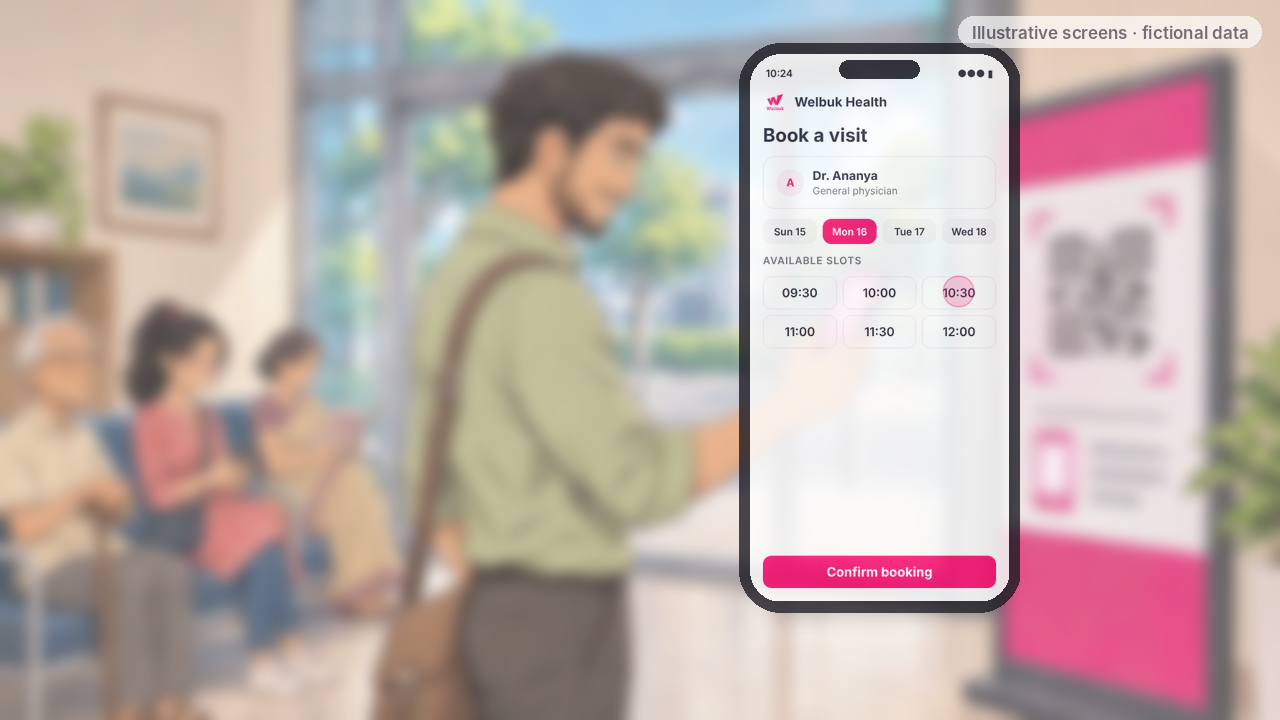 Illustrative screens · fictional data
10:24
Welbuk
Welbuk Health
Book a visit
A
Dr. Ananya
General physician
Sun 15
Mon 16
Tue 17
Wed 18
AVAILABLE SLOTS
09:30
10:00
10:30
11:00
11:30
12:00
Confirm booking